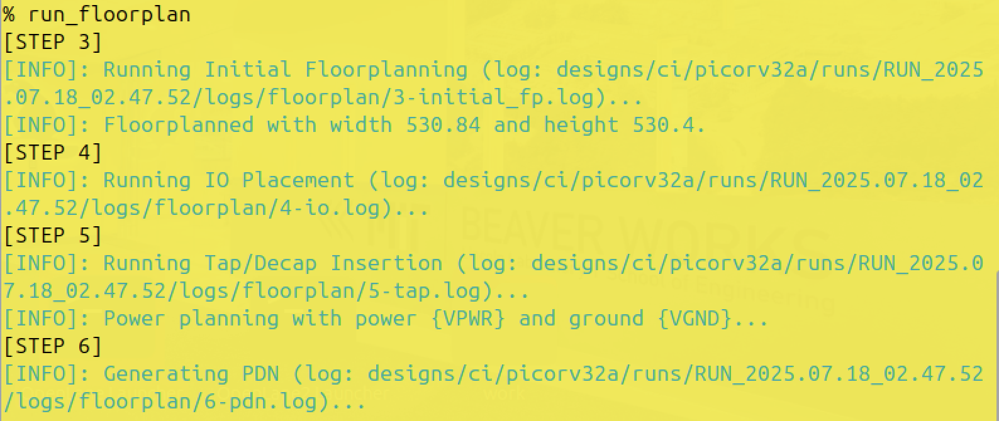 % run_floorplan
[STEP 3]
[INFO]: Running Initial Floorplanning (log: designs/ci/picorv32a/runs/RUN_2025
.07.18_02.47.52/logs/floorplan/3-initial_fp.log)...
[INFO]: Floorplanned with width 530.84 and height 530.4.
[STEP 4]
[INFO]: Running IO Placement (log: designs/ci/picorv32a/runs/RUN_2025.07.18_02
.47.52/logs/floorplan/4-io.log)...
BEAVER WORKS
[STEP 5]
[INFO]: Running Tap/Decap Insertion (log: designs/ci/picorv32a/runs/RUN_2025.0
7.18_02.47.52/logs/floorplan/5-tap.log)...
Engineering
[INFO]: Power planning with power {VPWR} and ground {VGND}...
[STEP 6]
[INFO]: Generating PDN (log: designs/ci/picorv32a/runs/RUN_2025.07.18_02.47.52
/logs/floorplan/6-pdn.log)...
work